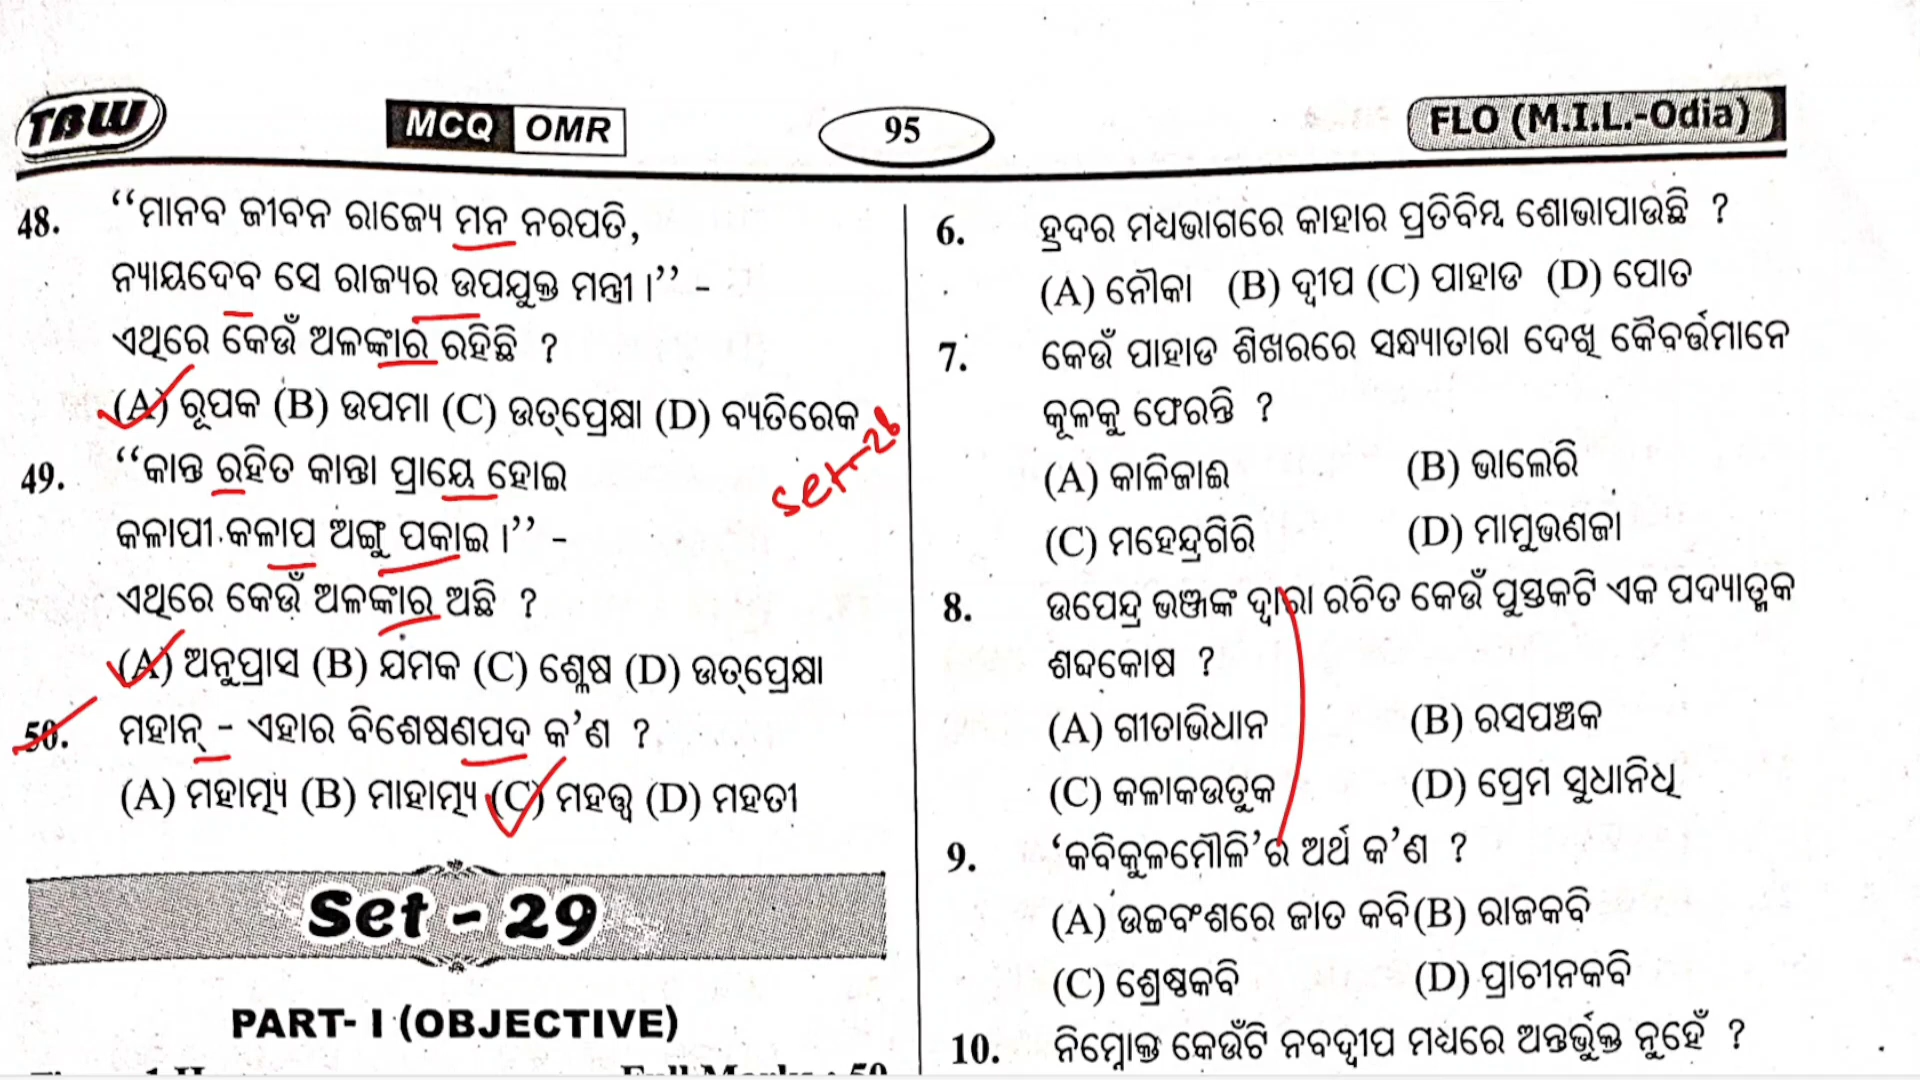 TBW
MCQ OMR
95
FLO (M.I.L.-Odia)
48. ‘‘ମାନବ ଜୀବନ ରାଜ୍ୟେ ମନ ନରପତି,
ନ୍ୟାୟଦେବ ସେ ରାଜ୍ୟର ଉପଯୁକ୍ତ ମନ୍ତ୍ରୀ।’’ -
ଏଥିରେ କେଉଁ ଅଳଙ୍କାର ରହିଛି ?
(A) ରୂପକ (B) ଉପମା (C) ଉତ୍‌ପ୍ରେକ୍ଷା (D) ବ୍ୟତିରେକ
set-28
49. ‘‘କାନ୍ତ ରହିତ କାନ୍ତା ପ୍ରାୟେ ହୋଇ
କଳାପୀ କଳାପ ଅଙ୍ଗୁ ପକାଇ।’’ -
ଏଥିରେ କେଉଁ ଅଳଙ୍କାର ଅଛି ?
(A) ଅନୁପ୍ରାସ (B) ଯମକ (C) ଶ୍ଳେଷ (D) ଉତ୍‌ପ୍ରେକ୍ଷା
50. ମହାନ୍ - ଏହାର ବିଶେଷଣପଦ କ’ଣ ?
(A) ମହାତ୍ମ୍ୟ (B) ମାହାତ୍ମ୍ୟ (C) ମହତ୍ତ୍ୱ (D) ମହତୀ
Set - 29
PART- I (OBJECTIVE)
6. ହ୍ରଦର ମଧ୍ୟଭାଗରେ କାହାର ପ୍ରତିବିମ୍ବ ଶୋଭାପାଉଛି ?
(A) ନୌକା (B) ଦ୍ୱୀପ (C) ପାହାଡ (D) ପୋତ
7. କେଉଁ ପାହାଡ ଶିଖରରେ ସନ୍ଧ୍ୟାତାରା ଦେଖି କୈବର୍ତ୍ତମାନେ
କୂଳକୁ ଫେରନ୍ତି ?
(A) କାଳିଜାଈ (B) ଭାଲେରି
(C) ମହେନ୍ଦ୍ରଗିରି (D) ମାମୁଭଣଜା
8. ଉପେନ୍ଦ୍ର ଭଞ୍ଜଙ୍କ ଦ୍ୱାରା ରଚିତ କେଉଁ ପୁସ୍ତକଟି ଏକ ପଦ୍ୟାତ୍ମକ
ଶବ୍ଦକୋଷ ?
(A) ଗୀତାଭିଧାନ (B) ରସପଞ୍ଚକ
(C) କଳାକଉତୁକ (D) ପ୍ରେମ ସୁଧାନିଧି
9. ‘କବିକୁଳମୌଳି’ର ଅର୍ଥ କ’ଣ ?
(A) ଉଚ୍ଚବଂଶରେ ଜାତ କବି (B) ରାଜକବି
(C) ଶ୍ରେଷ୍ଠକବି (D) ପ୍ରାଚୀନକବି
10. ନିମ୍ନୋକ୍ତ କେଉଁଟି ନବଦ୍ୱୀପ ମଧ୍ୟରେ ଅନ୍ତର୍ଭୁକ୍ତ ନୁହେଁ ?